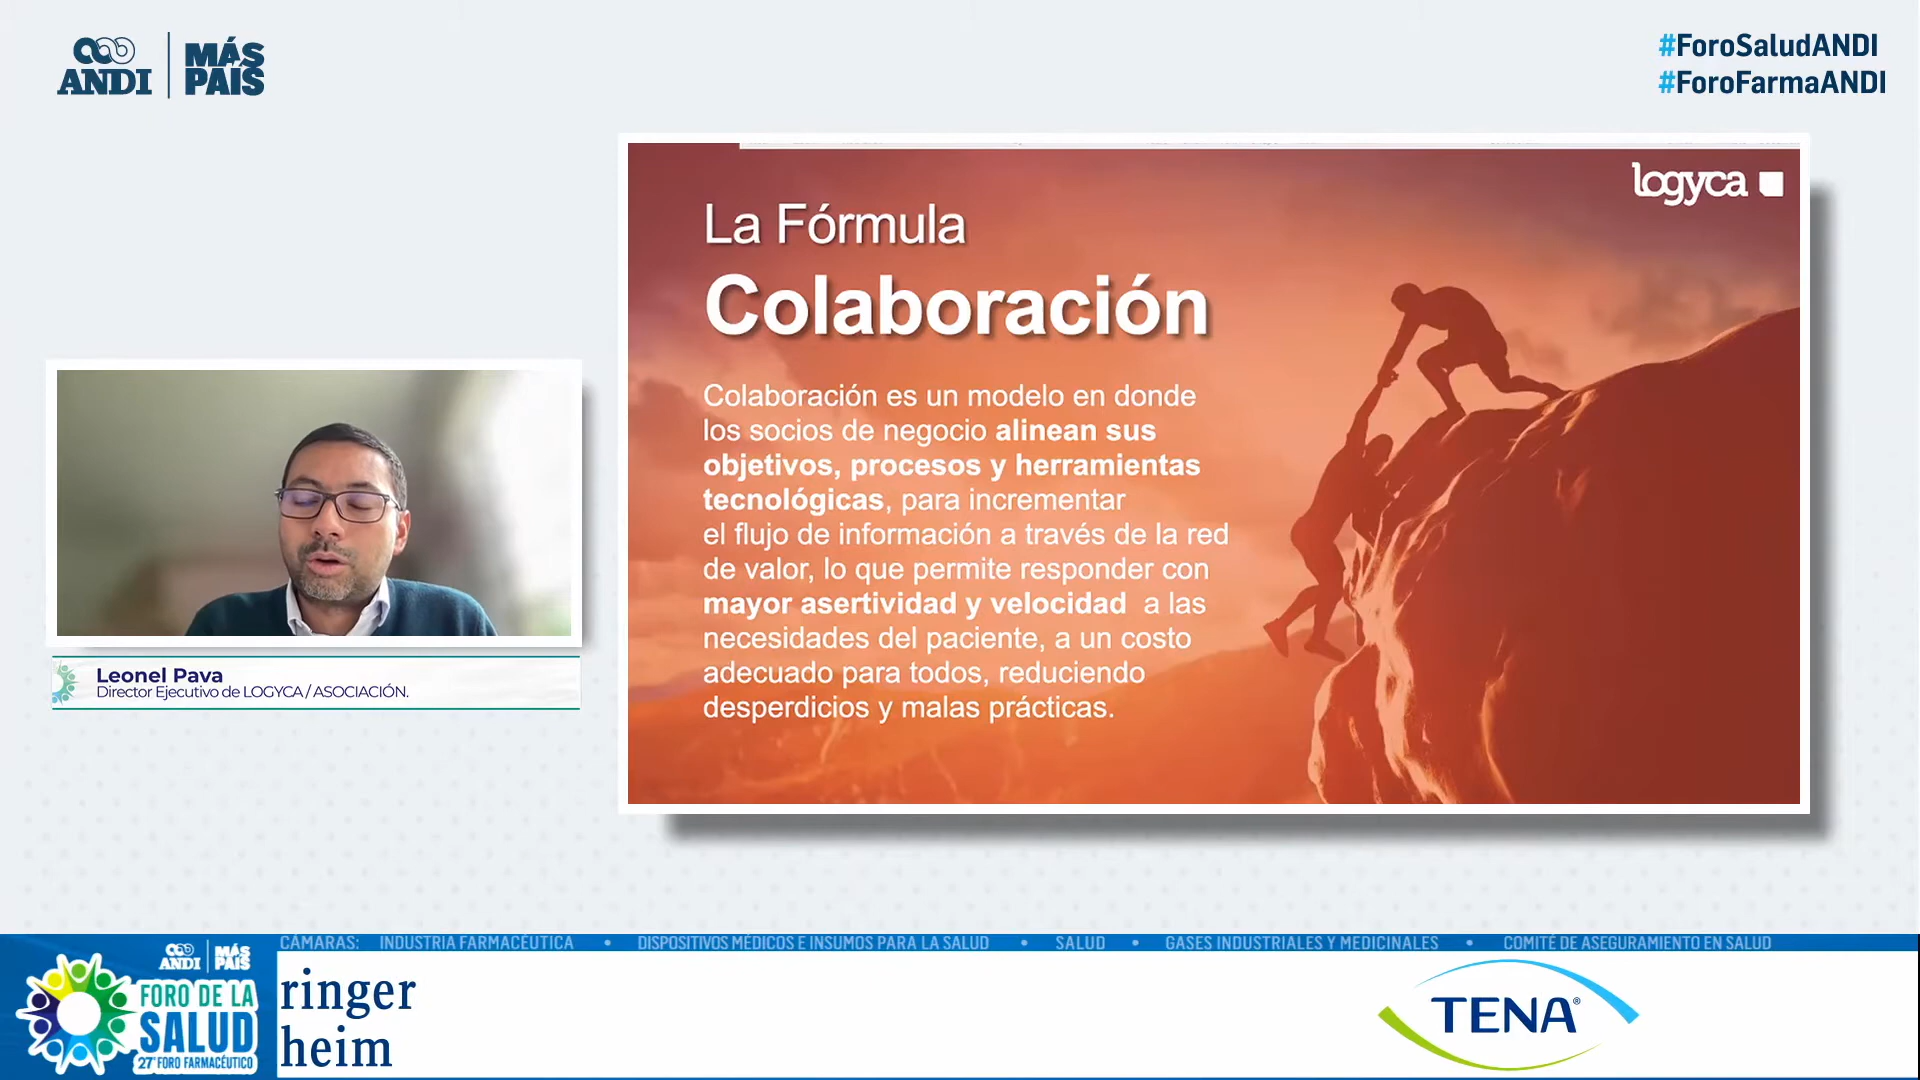 ANDI
MÁS
PAÍS
#ForoSaludANDI
#ForoFarmaANDI
logyca
La Fórmula
Colaboración
Colaboración es un modelo en donde
los socios de negocio alinean sus
objetivos, procesos y herramientas
tecnológicas, para incrementar
el flujo de información a través de la red
de valor, lo que permite responder con
mayor asertividad y velocidad a las
necesidades del paciente, a un costo
adecuado para todos, reduciendo
desperdicios y malas prácticas.
Leonel Pava
Director Ejecutivo de LOGYCA / ASOCIACIÓN.
CÁMARAS: INDUSTRIA FARMACÉUTICA • DISPOSITIVOS MÉDICOS E INSUMOS PARA LA SALUD • SALUD • GASES INDUSTRIALES Y MEDICINALES • COMITÉ DE ASEGURAMIENTO EN SALUD
ANDI
MÁS
PAÍS
FORO DE LA
SALUD
27° FORO FARMACÉUTICO
ringer
heim
TENA®